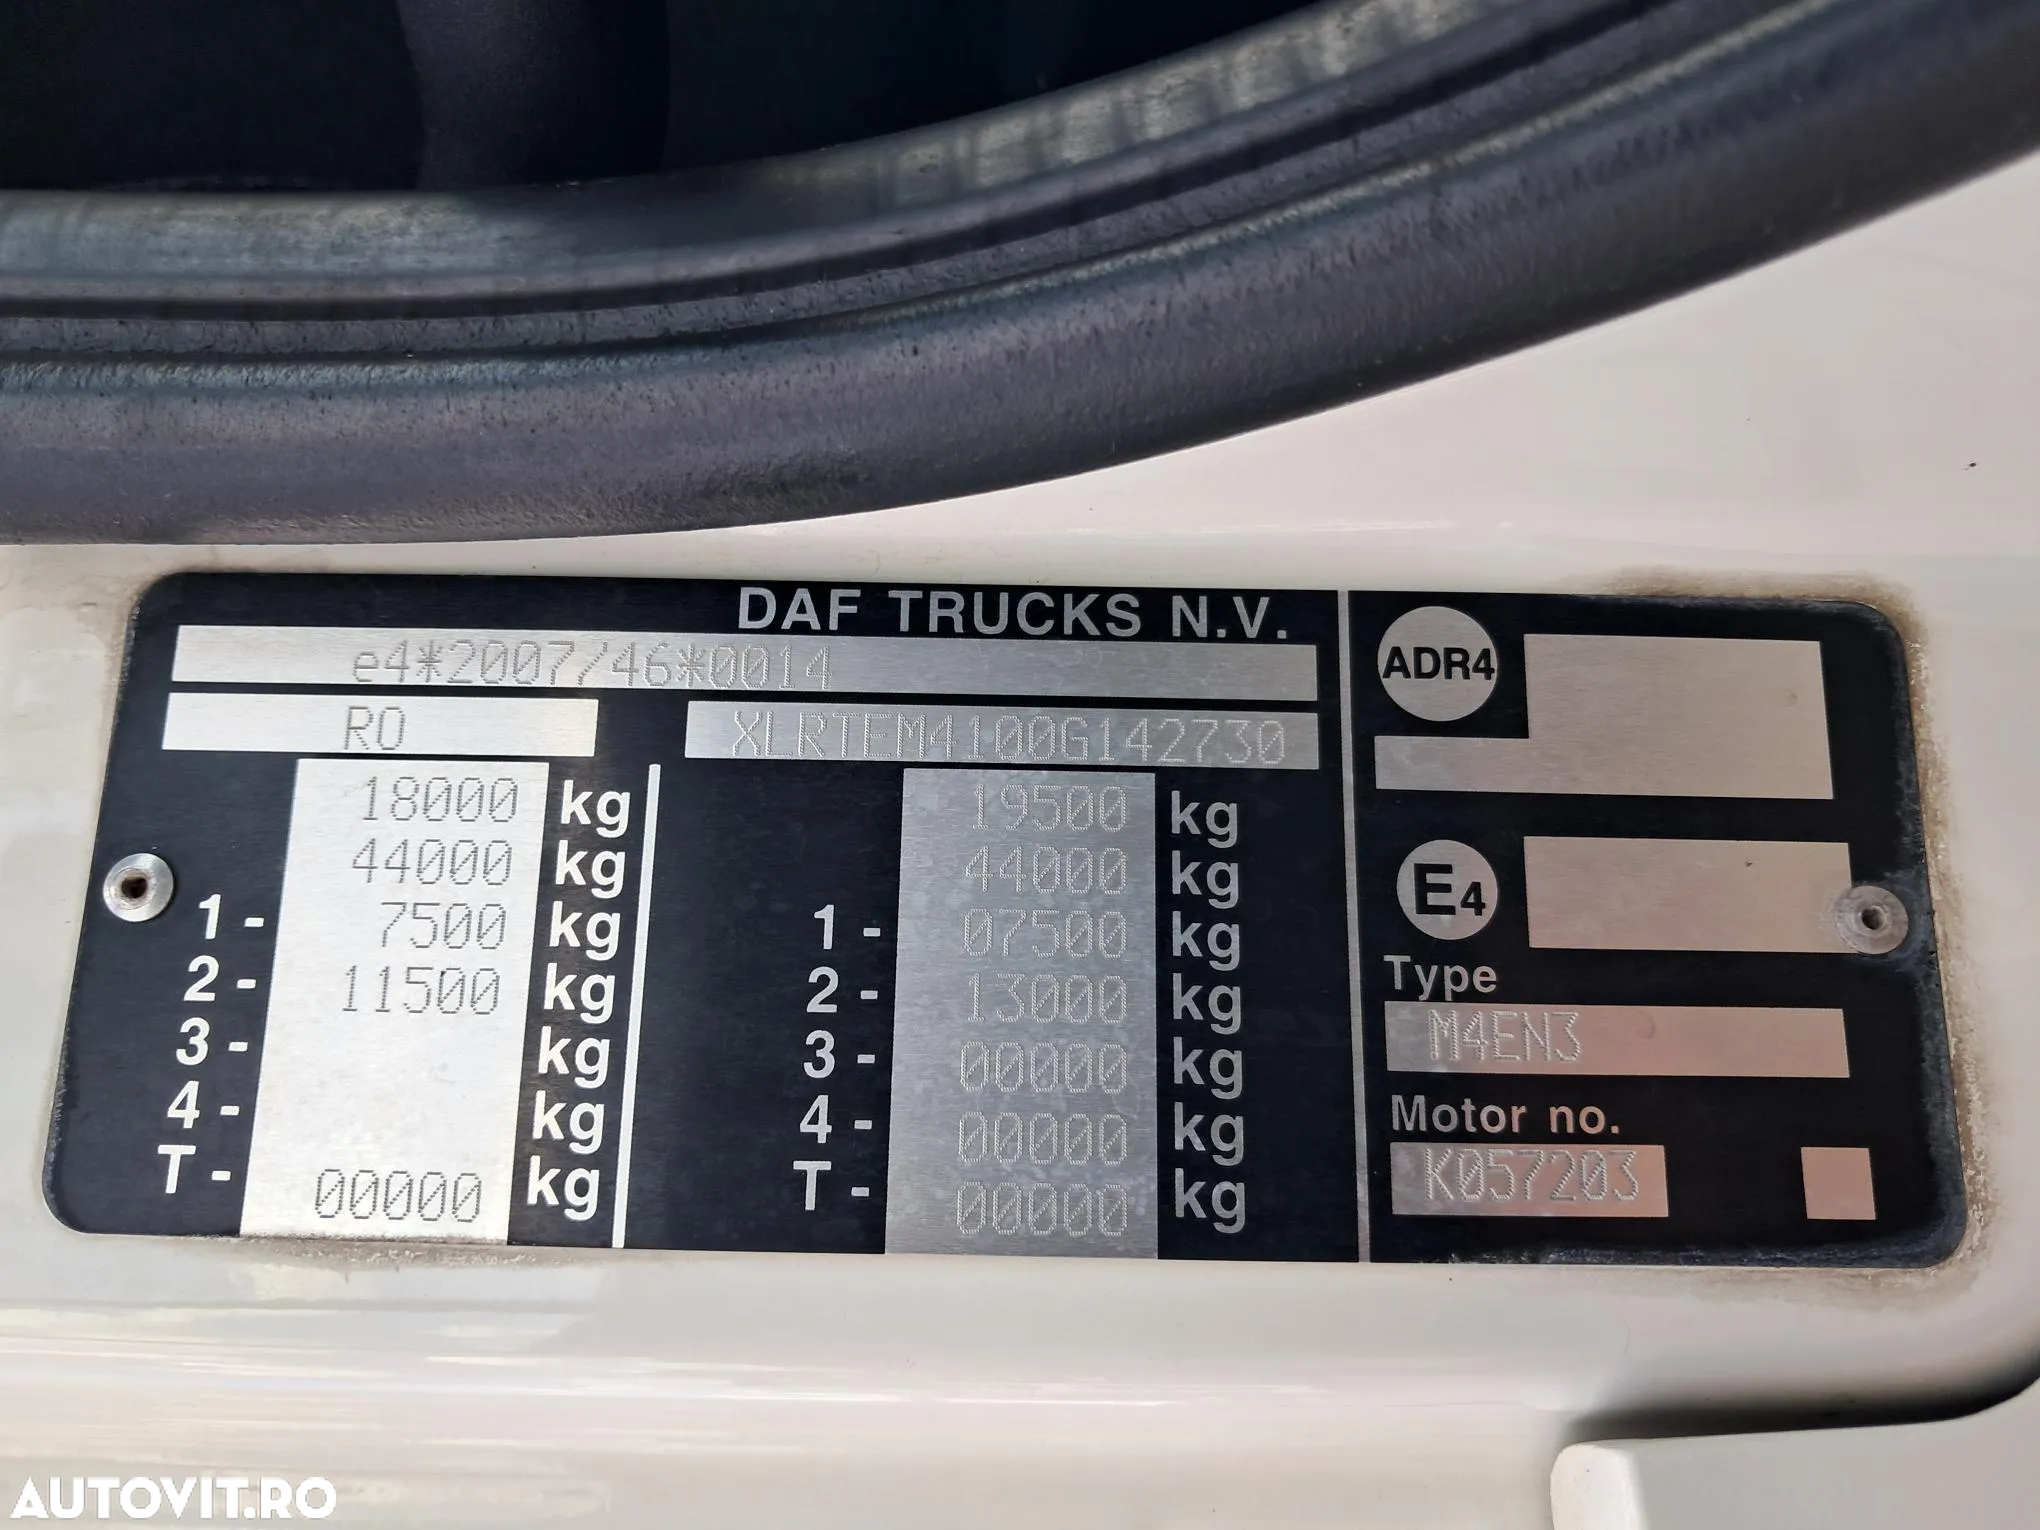 DAF TRUCKS N.V.
e4*2007/46*0014
RO
XLRTEM4100G142730
18000 kg
44000 kg
1- 7500 kg
2- 11500 kg
3- kg
4- kg
T- 00000 kg
19500 kg
44000 kg
1- 07500 kg
2- 13000 kg
3- 00000 kg
4- 00000 kg
T- 00000 kg
ADR4
E4
Type
M4EN3
Motor no.
K057203
AUTOVIT.RO